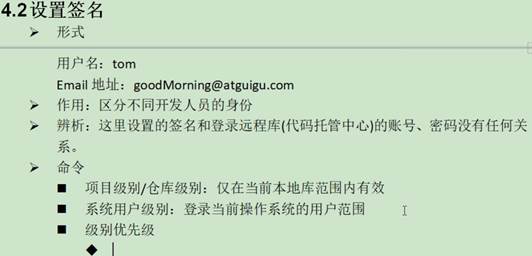 4.2设置签名
形式
用户名：tom
Email 地址：goodMorning@atguigu.com
作用：区分不同开发人员的身份
辨析：这里设置的签名和登录远程库(代码托管中心)的账号、密码没有任何关
系。
命令
项目级别/仓库级别：仅在当前本地库范围内有效
系统用户级别：登录当前操作系统的用户范围
级别优先级